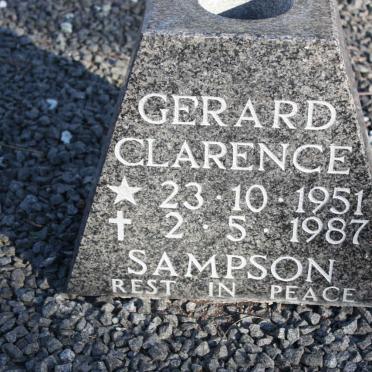 GERARD
CLARENCE
★ 23·10·1951
✝ 2·5·1987
SAMPSON
REST IN PEACE